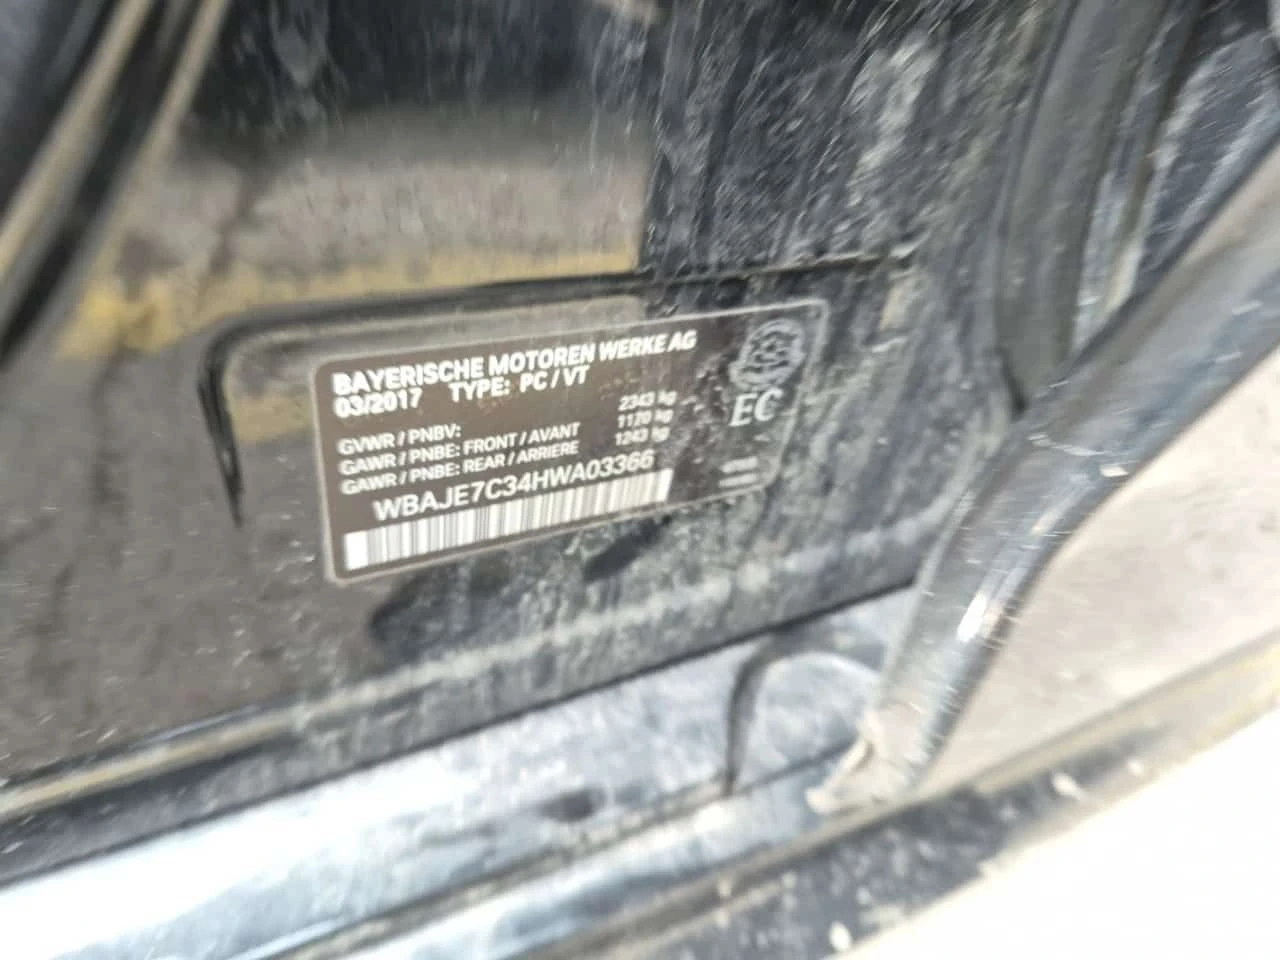 BAYERISCHE MOTOREN WERKE AG
03/2017 TYPE: PC / VT
GVWR / PNBV: 2343 kg
GAWR / PNBE: FRONT / AVANT 1170 kg
GAWR / PNBE: REAR / ARRIERE 1243 kg
WBAJE7C34HWA03366
EC